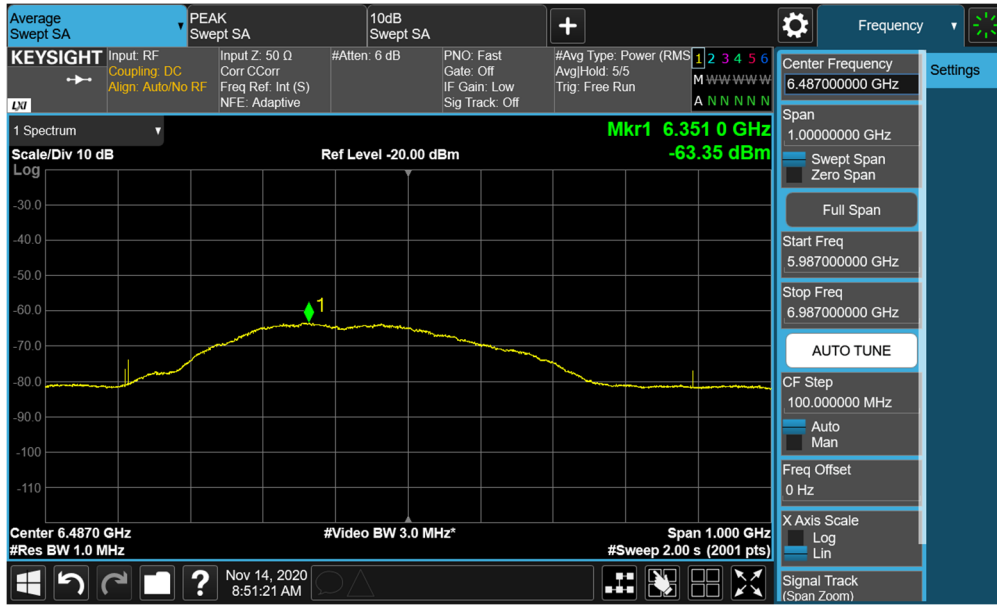 Average
Swept SA
PEAK
Swept SA
10dB
Swept SA
+
Frequency
KEYSIGHT
LXI
Input: RF
Coupling: DC
Align: Auto/No RF
Input Z: 50 Ω
Corr CCorr
Freq Ref: Int (S)
NFE: Adaptive
#Atten: 6 dB
PNO: Fast
Gate: Off
IF Gain: Low
Sig Track: Off
#Avg Type: Power (RMS
Avg|Hold: 5/5
Trig: Free Run
1 2 3 4 5 6
M W W W W W
A N N N N N
1 Spectrum
Scale/Div 10 dB
Ref Level -20.00 dBm
Mkr1 6.351 0 GHz
-63.35 dBm
Log
-30.0
-40.0
-50.0
-60.0
-70.0
-80.0
-90.0
-100
-110
1
Center 6.4870 GHz
#Res BW 1.0 MHz
#Video BW 3.0 MHz*
Span 1.000 GHz
#Sweep 2.00 s (2001 pts)
?
Nov 14, 2020
8:51:21 AM
Center Frequency
6.487000000 GHz
Span
1.00000000 GHz
Swept Span
Zero Span
Full Span
Start Freq
5.987000000 GHz
Stop Freq
6.987000000 GHz
AUTO TUNE
CF Step
100.000000 MHz
Auto
Man
Freq Offset
0 Hz
X Axis Scale
Log
Lin
Signal Track
(Span Zoom)
Settings